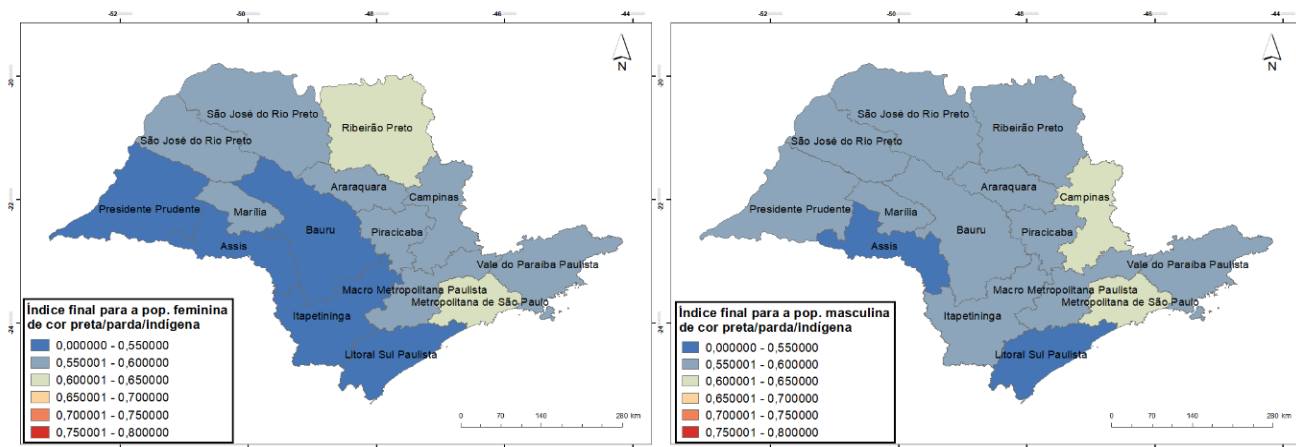 -52
-50
-48
-46
-44
-20
-22
-24
N
São José do Rio Preto
Ribeirão Preto
São José do Rio Preto
Araraquara
Campinas
Presidente Prudente
Marília
Bauru
Piracicaba
Assis
Vale do Paraíba Paulista
Macro Metropolitana Paulista
Metropolitana de São Paulo
Itapetininga
Litoral Sul Paulista
Índice final para a pop. feminina
de cor preta/parda/indígena
0,000000 - 0,550000
0,550001 - 0,600000
0,600001 - 0,650000
0,650001 - 0,700000
0,700001 - 0,750000
0,750001 - 0,800000
0 70 140 280 km
-52
-50
-48
-46
-44
-20
-22
-24
N
São José do Rio Preto
Ribeirão Preto
São José do Rio Preto
Araraquara
Campinas
Presidente Prudente
Marília
Bauru
Piracicaba
Assis
Vale do Paraíba Paulista
Macro Metropolitana Paulista
Metropolitana de São Paulo
Itapetininga
Litoral Sul Paulista
Índice final para a pop. masculina
de cor preta/parda/indígena
0,000000 - 0,550000
0,550001 - 0,600000
0,600001 - 0,650000
0,650001 - 0,700000
0,700001 - 0,750000
0,750001 - 0,800000
0 70 140 280 km